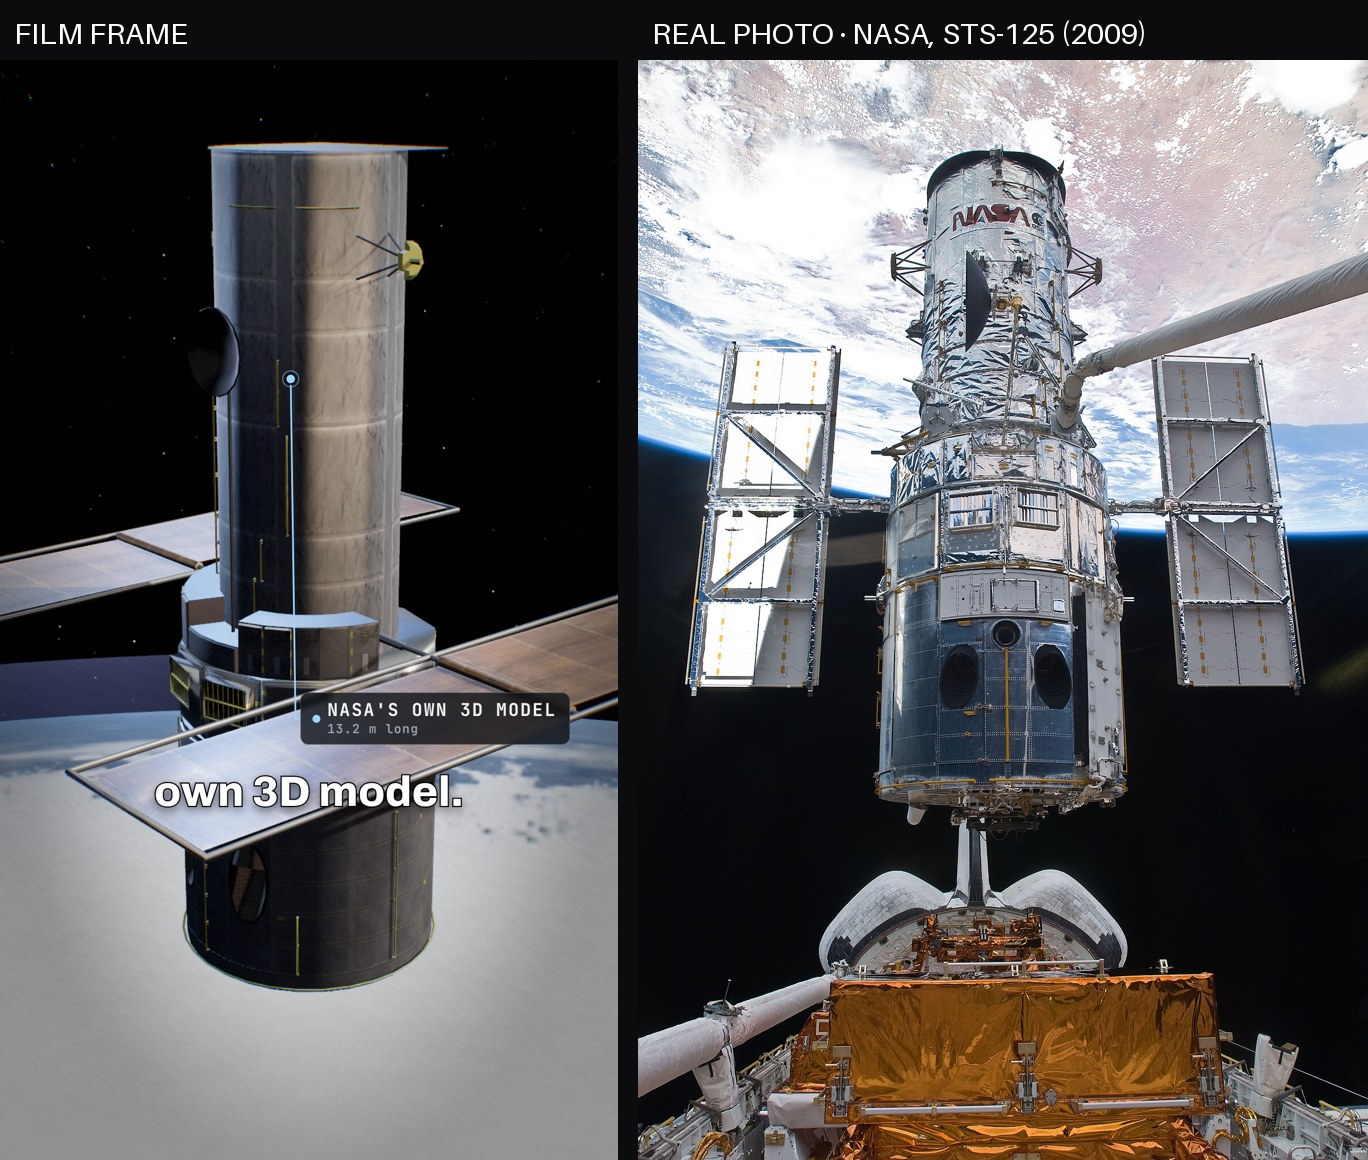 FILM FRAME
REAL PHOTO · NASA, STS-125 (2009)
NASA
NASA'S OWN 3D MODEL
13.2 m long
own 3D model.